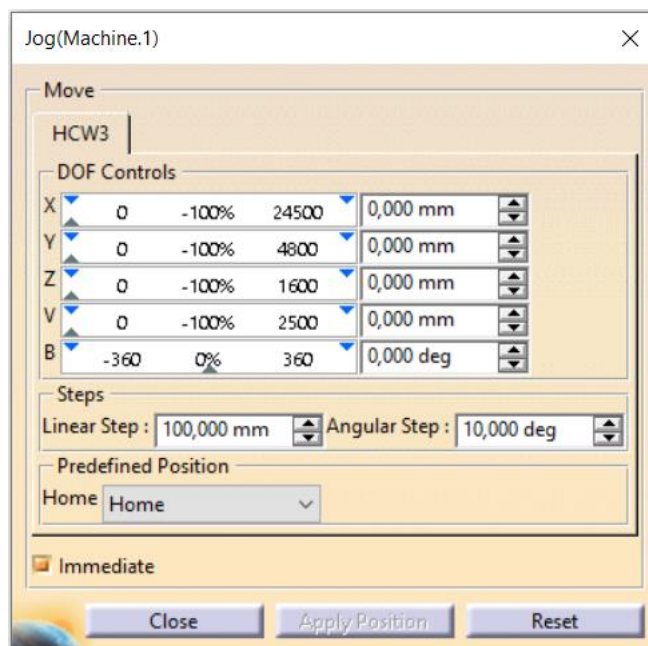 Jog(Machine.1)
Move
HCW3
DOF Controls
X 0 -100% 24500 0,000 mm
Y 0 -100% 4800 0,000 mm
Z 0 -100% 1600 0,000 mm
V 0 -100% 2500 0,000 mm
B -360 0% 360 0,000 deg
Steps
Linear Step : 100,000 mm Angular Step : 10,000 deg
Predefined Position
Home Home
Immediate
Close Apply Position Reset